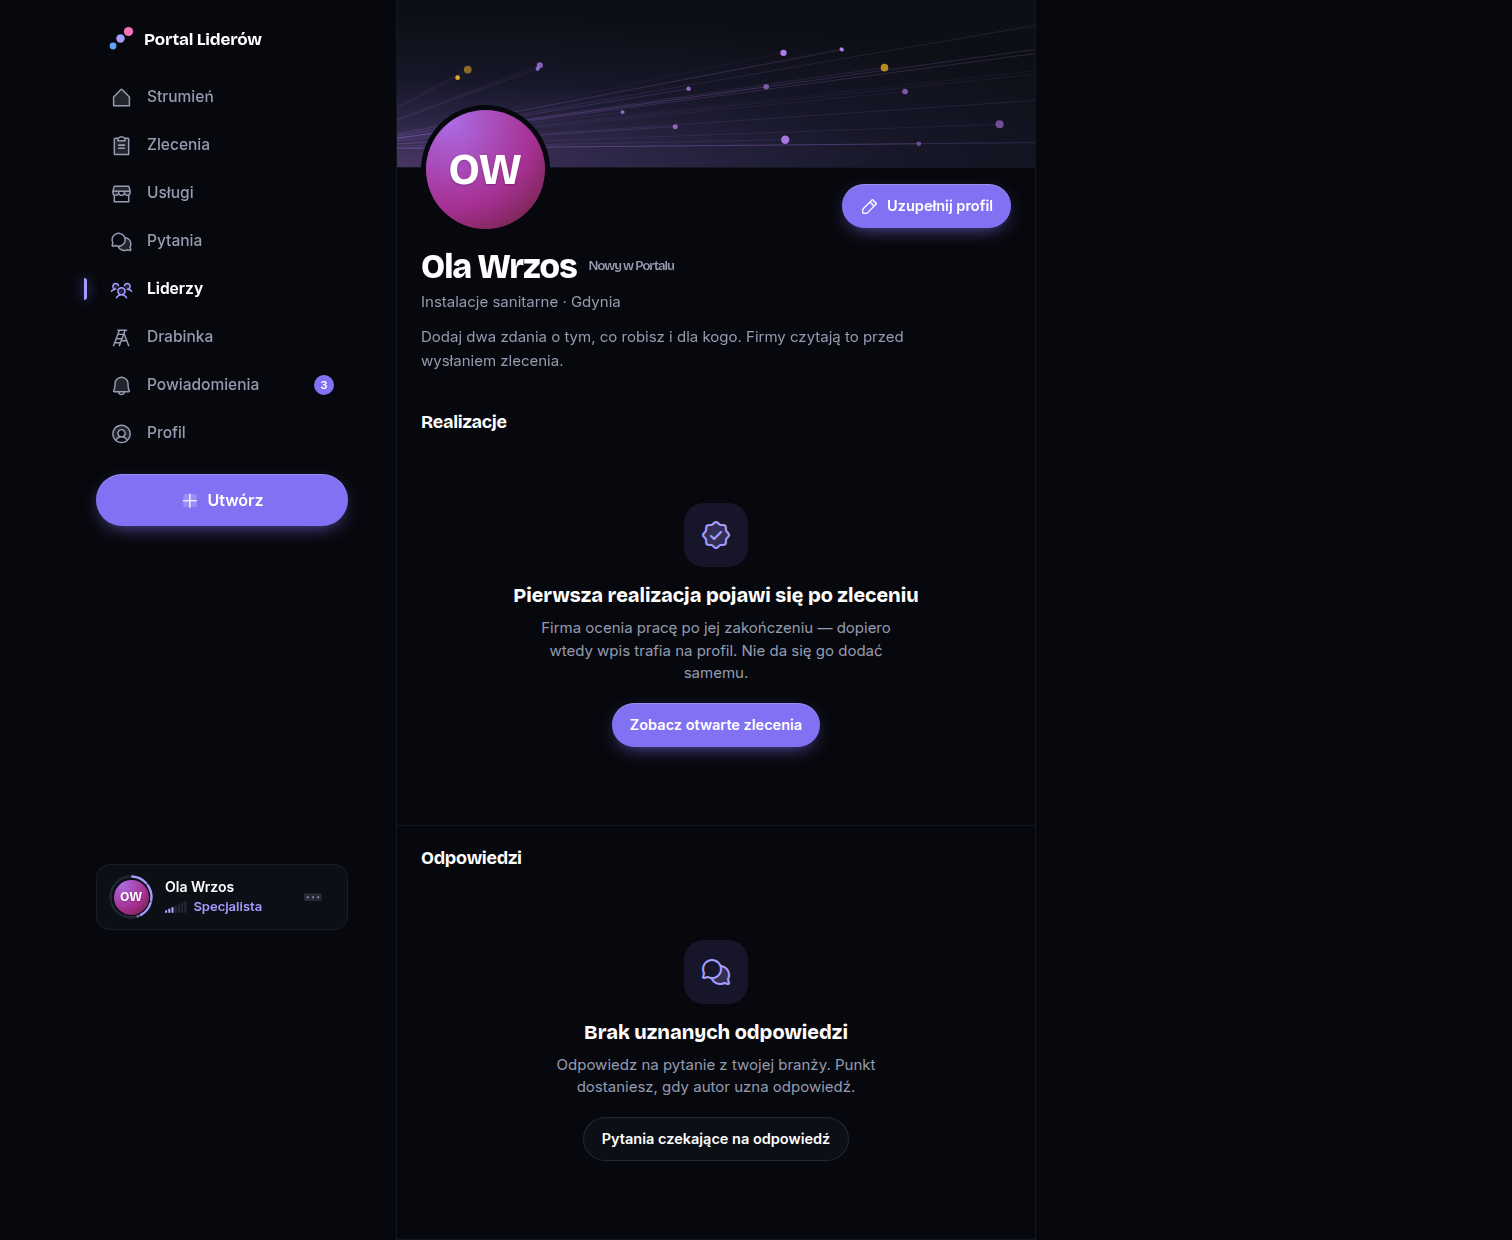 Portal Liderów
Strumień
Zlecenia
Usługi
Pytania
Liderzy
Drabinka
Powiadomienia 3
Profil
Utwórz
OW
Ola Wrzos
Specjalista
OW
Uzupełnij profil
Ola Wrzos Nowy w Portalu
Instalacje sanitarne · Gdynia
Dodaj dwa zdania o tym, co robisz i dla kogo. Firmy czytają to przed
wysłaniem zlecenia.
Realizacje
Pierwsza realizacja pojawi się po zleceniu
Firma ocenia pracę po jej zakończeniu — dopiero
wtedy wpis trafia na profil. Nie da się go dodać
samemu.
Zobacz otwarte zlecenia
Odpowiedzi
Brak uznanych odpowiedzi
Odpowiedz na pytanie z twojej branży. Punkt
dostaniesz, gdy autor uzna odpowiedź.
Pytania czekające na odpowiedź